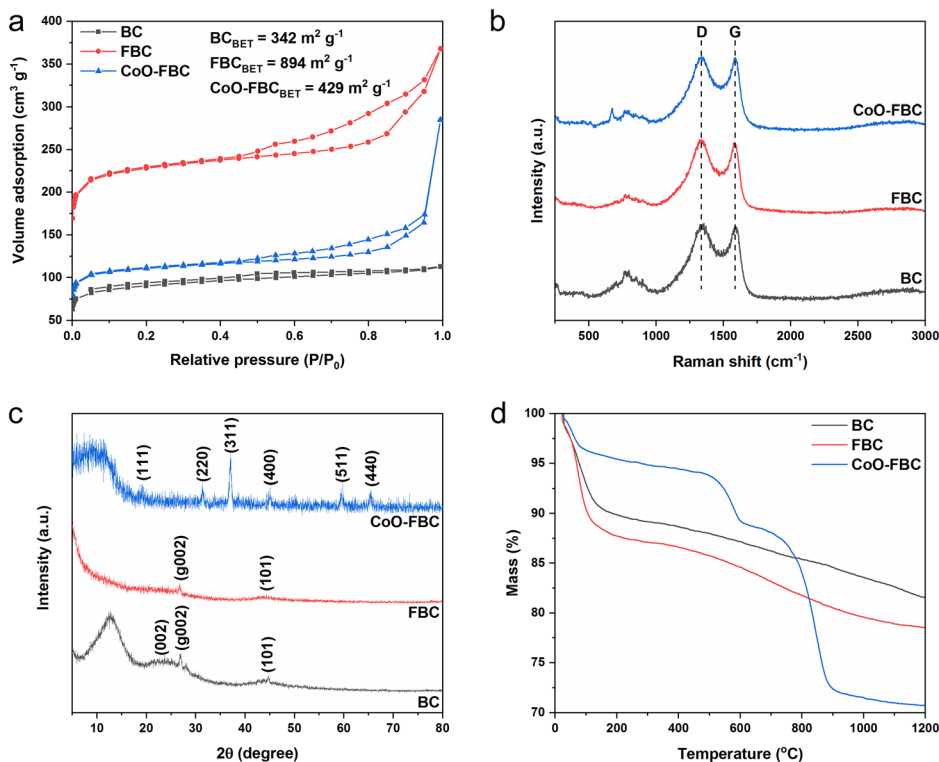 a
BC
FBC
CoO-FBC
BC_BET = 342 m² g⁻¹
FBC_BET = 894 m² g⁻¹
CoO-FBC_BET = 429 m² g⁻¹
Volume adsorption (cm³ g⁻¹)
400
350
300
250
200
150
100
50
0.0 0.2 0.4 0.6 0.8 1.0
Relative pressure (P/P₀)
b
D G
CoO-FBC
FBC
BC
Intensity (a.u.)
500 1000 1500 2000 2500 3000
Raman shift (cm⁻¹)
c
(111) (220) (311) (400) (511) (440)
CoO-FBC
(g002) (101)
FBC
(002) (g002) (101)
BC
Intensity (a.u.)
10 20 30 40 50 60 70 80
2θ (degree)
d
BC
FBC
CoO-FBC
Mass (%)
100
95
90
85
80
75
70
0 200 400 600 800 1000 1200
Temperature (°C)